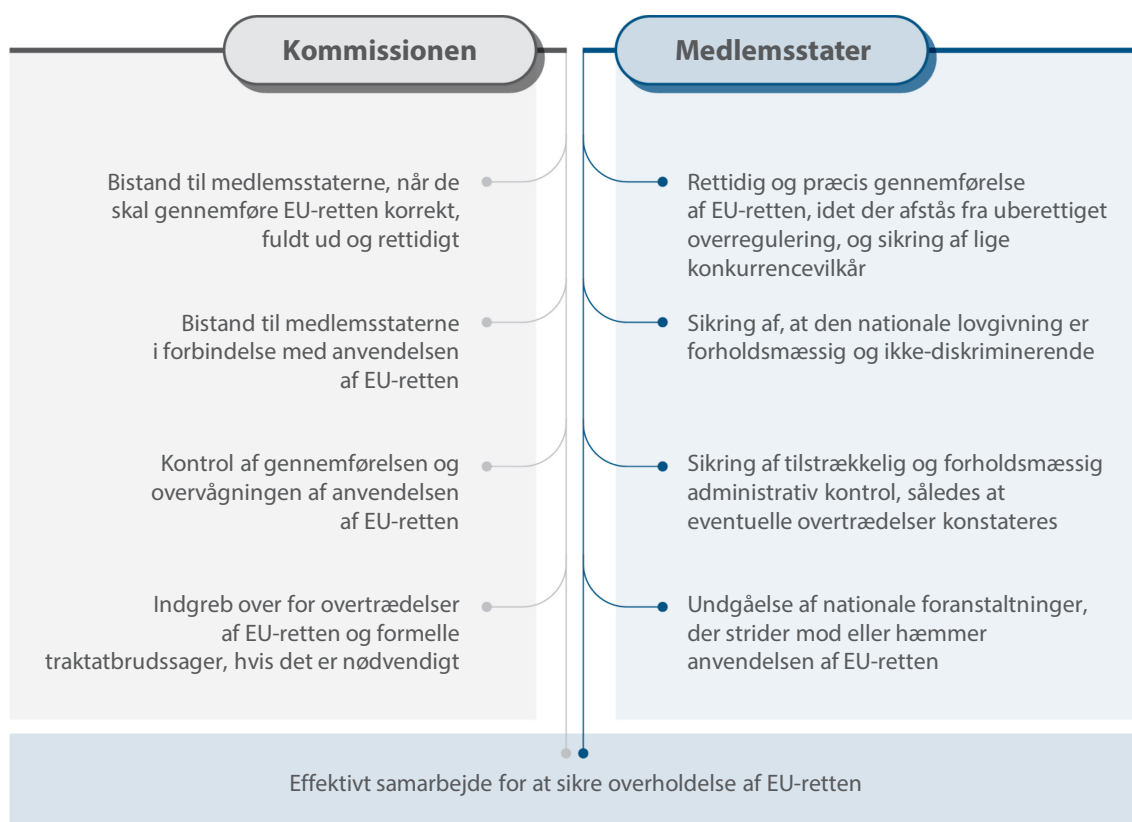 Kommissionen
Bistand til medlemsstaterne, når de
skal gennemføre EU-retten korrekt,
fuldt ud og rettidigt
Bistand til medlemsstaterne
i forbindelse med anvendelsen
af EU-retten
Kontrol af gennemførelsen og
overvågningen af anvendelsen
af EU-retten
Indgreb over for overtrædelser
af EU-retten og formelle
traktatbrudssager, hvis det er nødvendigt
Medlemsstater
Rettidig og præcis gennemførelse
af EU-retten, idet der afstås fra uberettiget
overregulering, og sikring af lige
konkurrencevilkår
Sikring af, at den nationale lovgivning er
forholdsmæssig og ikke-diskriminerende
Sikring af tilstrækkelig og forholdsmæssig
administrativ kontrol, således at
eventuelle overtrædelser konstateres
Undgåelse af nationale foranstaltninger,
der strider mod eller hæmmer
anvendelsen af EU-retten
Effektivt samarbejde for at sikre overholdelse af EU-retten